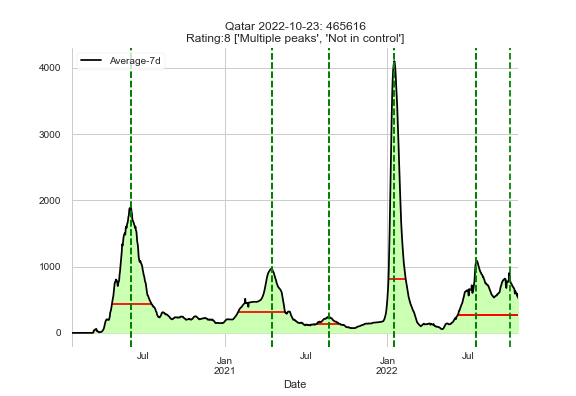 Qatar 2022-10-23: 465616
Rating:8 ['Multiple peaks', 'Not in control']
Average-7d
4000
3000
2000
1000
0
Jul
Jan
2021
Jul
Jan
2022
Jul
Date